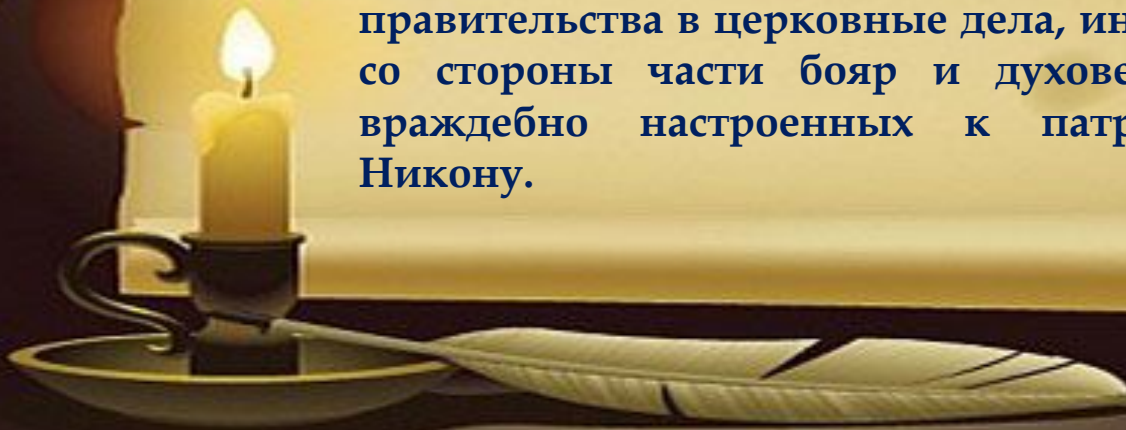 правительства в церковные дела, ин
со стороны части бояр и духове
враждебно настроенных к патр
Никону.